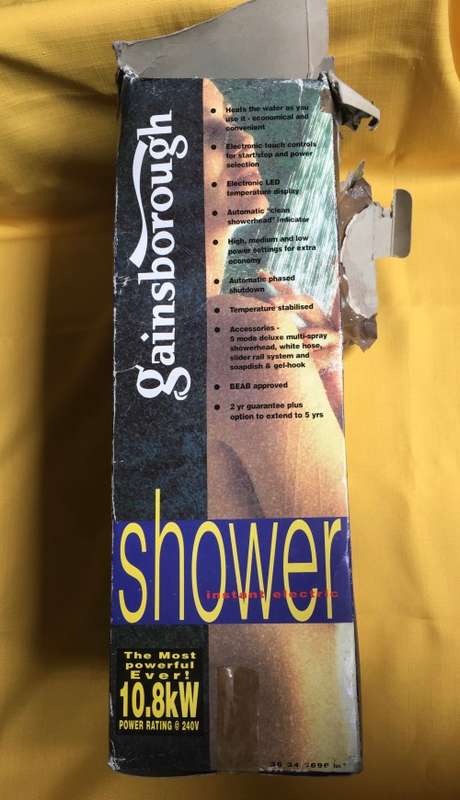 gainsborough
● Heats the water as you
use it - economical and
convenient
● Electronic touch controls
for start/stop and power
selection
● Electronic LED
temperature display
● Automatic "clean
showerhead" indicator
● High, medium and low
power settings for extra
economy
● Automatic phased
shutdown
● Temperature stabilised
● Accessories -
5 mode deluxe multi-spray
showerhead, white hose,
slider rail system and
soapdish & gel-hook
● BEAB approved
● 2 yr guarantee plus
option to extend to 5 yrs
shower
instant electric
The Most
powerful
Ever!
10.8kW
POWER RATING @ 240V